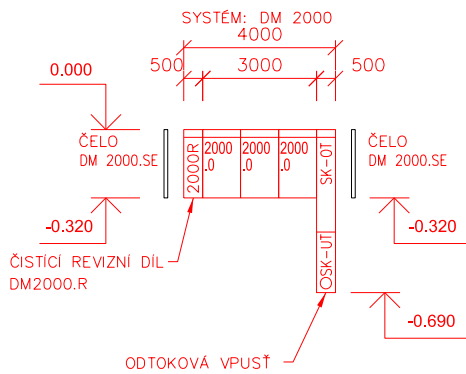 SYSTÉM: DM 2000
4000
500 3000 500
0.000
ČELO
DM 2000.SE
2000R
2000
.0
2000
.0
2000
.0
SK-OT
ČELO
DM 2000.SE
-0.320
-0.320
ČISTÍCÍ REVIZNÍ DÍL
DM2000.R
OSK-UŤ
-0.690
ODTOKOVÁ VPUSŤ